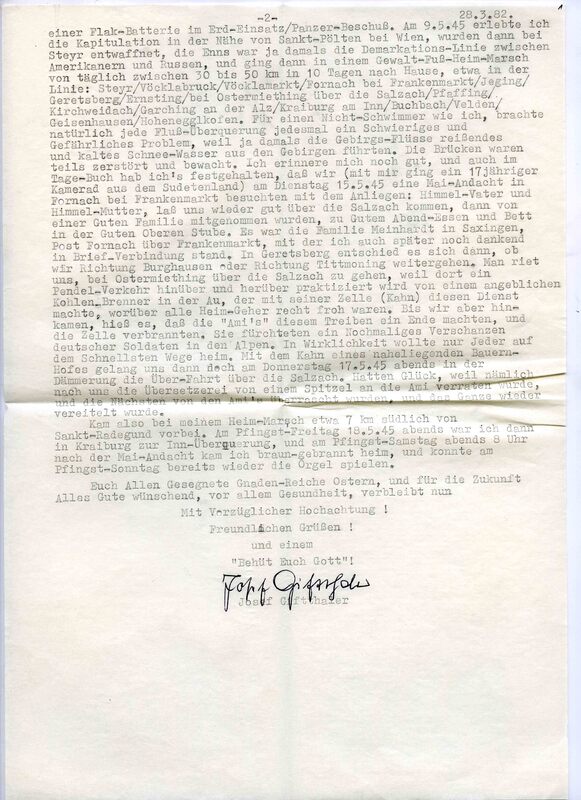 -2-
28.3.82.
1
einer Flak-Batterie im Erd-Einsatz/Panzer-Beschuß. Am 9.5.45 erlebte ich
die Kapitulation in der Nähe von Sankt-Pölten bei Wien, wurden dann bei
Steyr entwaffnet, die Enns war ja damals die Demarkations-Linie zwischen
Amerikanern und Russen, und ging dann in einem Gewalt-Fuß-Heim-Marsch
von täglich zwischen 30 bis 50 km in 10 Tagen nach Hause, etwa in der
Linie: Steyr/Vöcklabruck/Vöcklamarkt/Fornach bei Frankenmarkt/Jeging/
Geretsberg/Ernsting/bei Ostermiething über die Salzach/Pfaffing/
Kirchweidach/Garching an der Alz/Kraiburg am Inn/Buchbach/Velden/
Geisenhausen/Hoheneggl­kofen. Für einen Nicht-Schwimmer wie ich, brachte
natürlich jede Fluß-Überquerung jedesmal ein Schwieriges und
Gefährliches Problem, weil ja damals die Gebirgs-Flüsse reißendes
und kaltes Schnee-Wasser aus den Gebirgen führten. Die Brücken waren
teils zerstört und bewacht. Ich erinnere mich noch gut, und auch im
Tage-Buch hab ich's festgehalten, daß wir (mit mir ging ein 17jähriger
Kamerad aus dem Sudetenland) am Dienstag 15.5.45 eine Mai-Andacht in
Fornach bei Frankenmarkt besuchten mit dem Anliegen: Himmel-Vater und
Himmel-Mutter, laß uns wieder gut über die Salzach kommen, dann von
einer Guten Familie mitgenommen wurden, zu Gutem Abend-Essen und Bett
in der Guten Oberen Stube. Es war die Familie Meinhardt in Saxingen,
Post Fornach über Frankenmarkt, mit der ich auch später noch dankend
in Brief-Verbindung stand. In Geretsberg entschied es sich dann, ob
wir Richtung Burghausen oder Richtung Tittmoning weitergehen. Man riet
uns, bei Ostermiething über die Salzach zu gehen, weil dort ein
Pendel-Verkehr hinüber und herüber praktiziert wird von einem angeblichen
Kohlen-Brenner in der Au, der mit seiner Zelle (Kahn) diesen Dienst
machte, worüber alle Heim-Geher recht froh waren. Bis wir aber hin-
kamen, hieß es, daß die "Ami's" diesem Treiben ein Ende machten, und
die Zelle verbrannten. Sie fürchteten ein Nochmaliges Verschanzen
deutscher Soldaten in den Alpen. In Wirklichkeit wollte nur Jeder auf
dem Schnellsten Wege heim. Mit dem Kahn eines naheliegenden Bauern-
Hofes gelang uns dann doch am Donnerstag 17.5.45 abends in der
Dämmerung die Über-Fahrt über die Salzach. Hatten Glück, weil nämlich
nach uns die Übersetzerei von einem Spitzel an die Ami verraten wurde,
und die Nächsten von den Ami's überrascht wurden, und das Ganze wieder
vereitelt wurde.
Kam also bei meinem Heim-Marsch etwa 7 km südlich von
Sankt-Radegund vorbei. Am Pfingst-Freitag 18.5.45 abends war ich dann
in Kraiburg zur Inn-Überquerung, und am Pfingst-Samstag abends 8 Uhr
nach der Mai-Andacht kam ich braun-gebrannt heim, und konnte am
Pfingst-Sonntag bereits wieder die Orgel spielen.
Euch Allen Gesegnete Gnaden-Reiche Ostern, und für die Zukunft
Alles Gute wünschend, vor allem Gesundheit, verbleibt nun
Mit Vorzüglicher Hochachtung !
Freundlichen Grüßen !
und einem
"Behüt Euch Gott"!
Josef Gifthaler